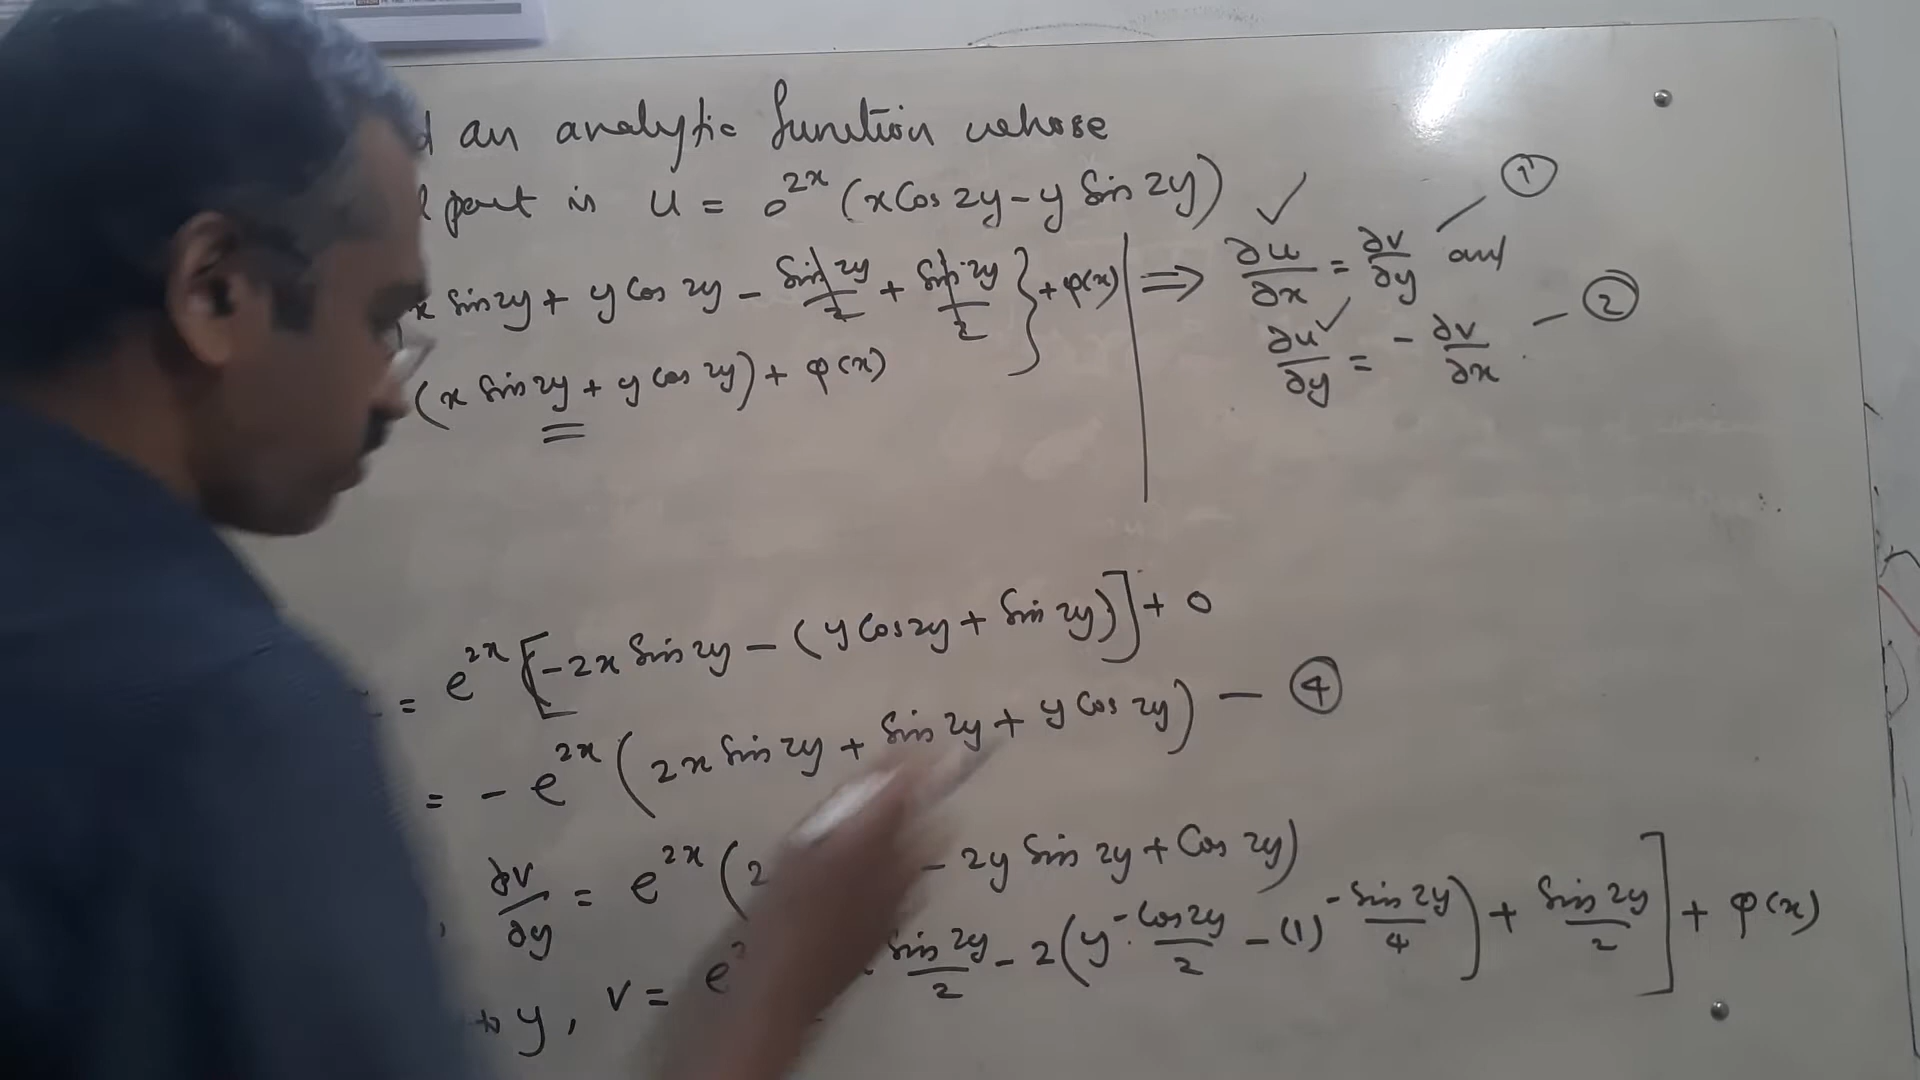 an analytic function whose
part is u = e^{2x} (x Cos 2y - y Sin 2y) ✓
x sin 2y + y Cos 2y - Sin 2y/2 + Sin 2y/2 } + φ(x) ⟹ ∂u/∂x = ∂v/∂y and — ①
∂u/∂y = - ∂v/∂x — ②
(x Sin 2y + y Cos 2y) + φ(x)
= e^{2x} [-2x Sin 2y - (y Cos 2y + Sin 2y)] + 0
= - e^{2x} (2x Sin 2y + Sin 2y + y Cos 2y) — ④
∂v/∂y = e^{2x} (2 - 2y Sin 2y + Cos 2y)
to y, v = e Sin 2y/2 - 2(y · -Cos 2y/2 - (1) -Sin 2y/4) + Sin 2y/2 ] + φ(x)